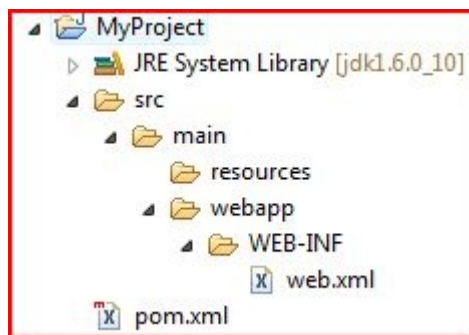 MyProject
JRE System Library [jdk1.6.0_10]
src
main
resources
webapp
WEB-INF
web.xml
pom.xml